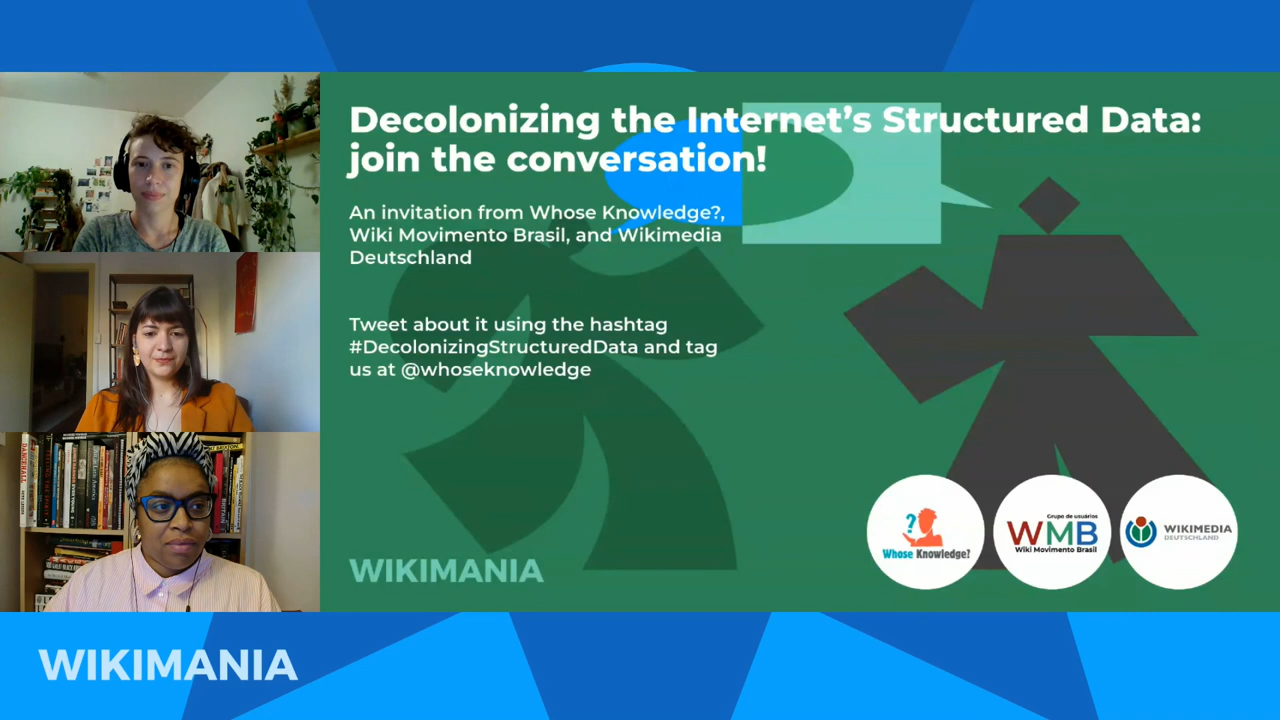 Decolonizing the Internet's Structured Data:
join the conversation!
An invitation from Whose Knowledge?,
Wiki Movimento Brasil, and Wikimedia
Deutschland
Tweet about it using the hashtag
#DecolonizingStructuredData and tag
us at @whoseknowledge
WIKIMANIA
?
Whose Knowledge?
Grupo de usuários
WMB
Wiki Movimento Brasil
WIKIMEDIA
DEUTSCHLAND
WIKIMANIA